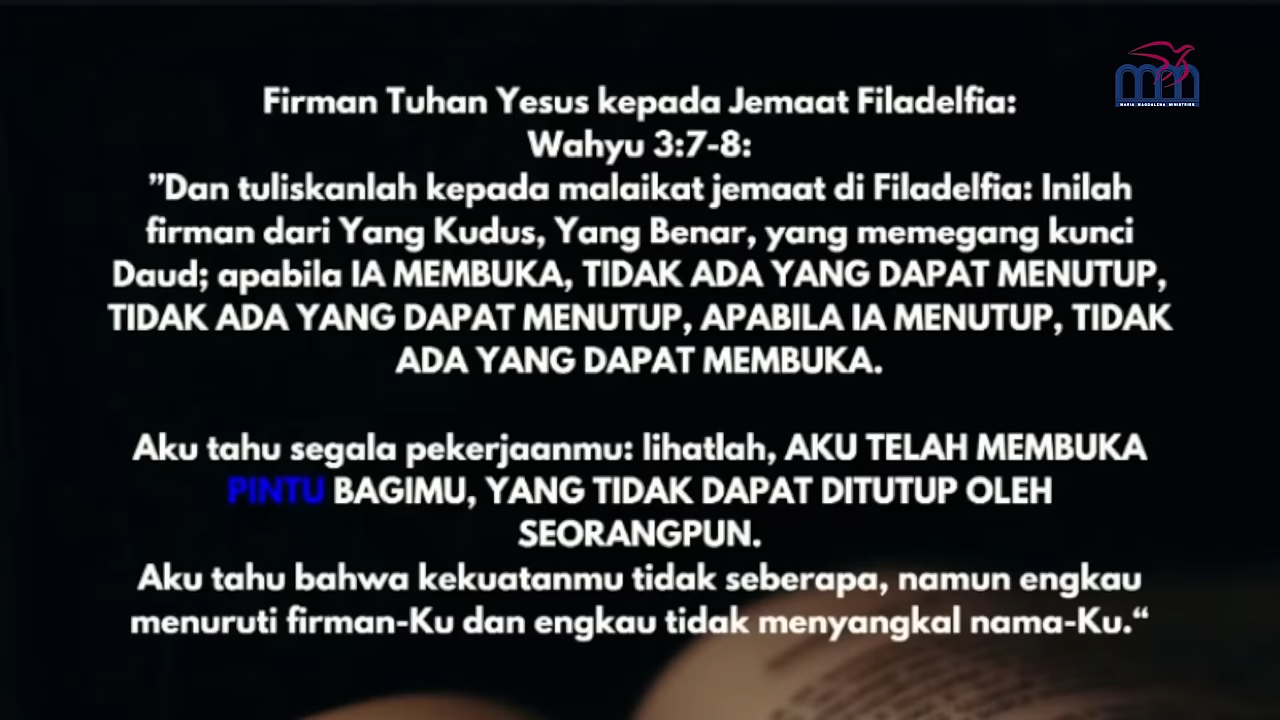 MARIA MAGDALENA MINISTRIES
Firman Tuhan Yesus kepada Jemaat Filadelfia:
Wahyu 3:7-8:
”Dan tuliskanlah kepada malaikat jemaat di Filadelfia: Inilah
firman dari Yang Kudus, Yang Benar, yang memegang kunci
Daud; apabila IA MEMBUKA, TIDAK ADA YANG DAPAT MENUTUP,
TIDAK ADA YANG DAPAT MENUTUP, APABILA IA MENUTUP, TIDAK
ADA YANG DAPAT MEMBUKA.
Aku tahu segala pekerjaanmu: lihatlah, AKU TELAH MEMBUKA
PINTU BAGIMU, YANG TIDAK DAPAT DITUTUP OLEH
SEORANGPUN.
Aku tahu bahwa kekuatanmu tidak seberapa, namun engkau
menuruti firman-Ku dan engkau tidak menyangkal nama-Ku.“